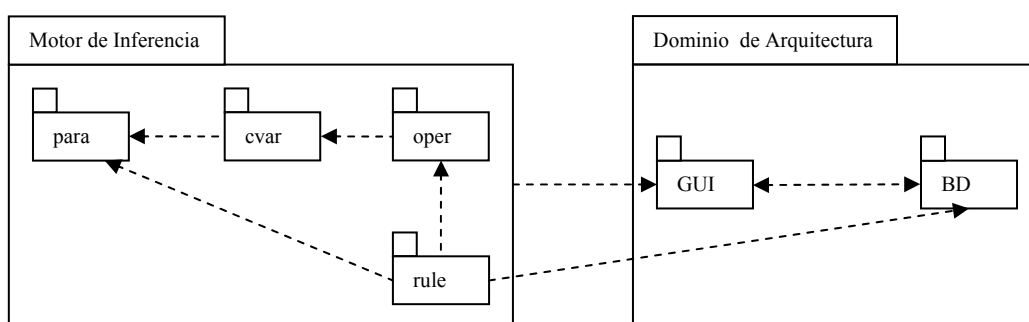 Motor de Inferencia
Dominio de Arquitectura
para
cvar
oper
GUI
BD
rule